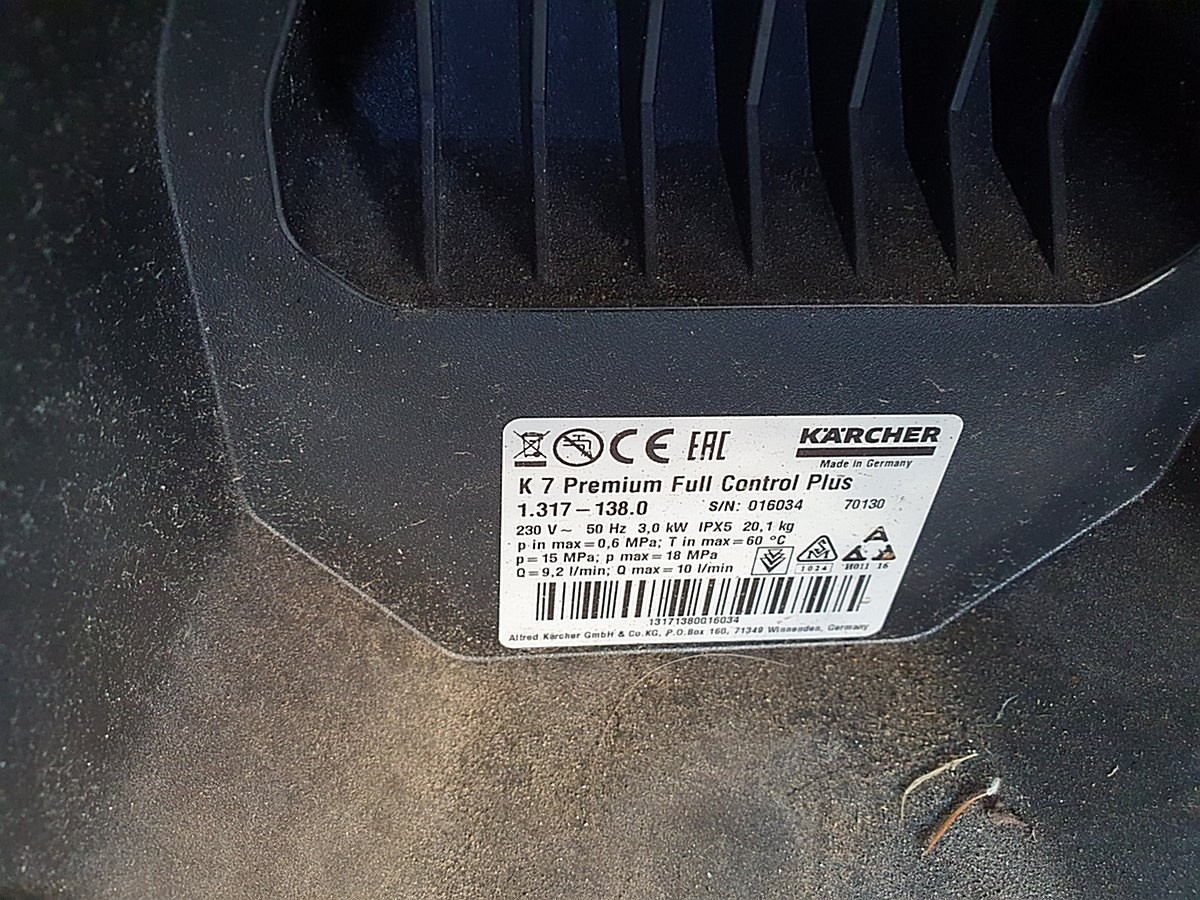 CE EAC KÄRCHER
Made in Germany
K 7 Premium Full Control Plus
1.317-138.0 S/N: 016034 70130
230 V~ 50 Hz 3,0 kW IPX5 20,1 kg
p in max=0,6 MPa; T in max=60 °C
p=15 MPa; p max=18 MPa
Q=9,2 l/min; Q max=10 l/min
1024 И011 16
13171380016034
Alfred Kärcher GmbH & Co.KG, P.O.Box 160, 71349 Winnenden, Germany